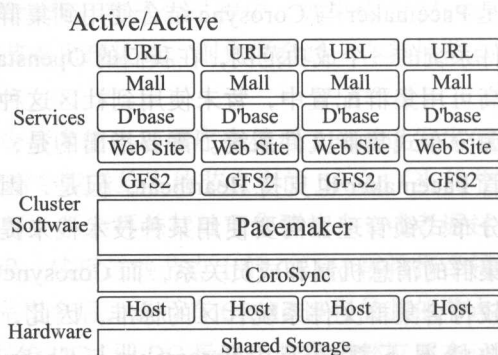 Active/Active
URL URL URL URL
Mall Mall Mall Mall
Services D'base D'base D'base D'base
Web Site Web Site Web Site Web Site
GFS2 GFS2 GFS2 GFS2
Cluster
Software Pacemaker
CoroSync
Host Host Host Host
Hardware
Shared Storage